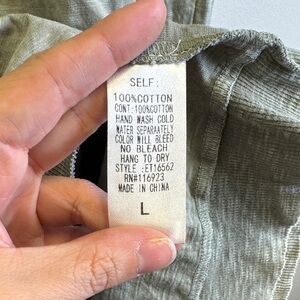 SELF:
100%COTTON
CONT:100%COTTON
HAND WASH COLD
WATER SEPARAATELY
COLOR WILL BLEED
NO BLEACH
HANG TO DRY
STYLE :ET16562
RN#116923
MADE IN CHINA
L